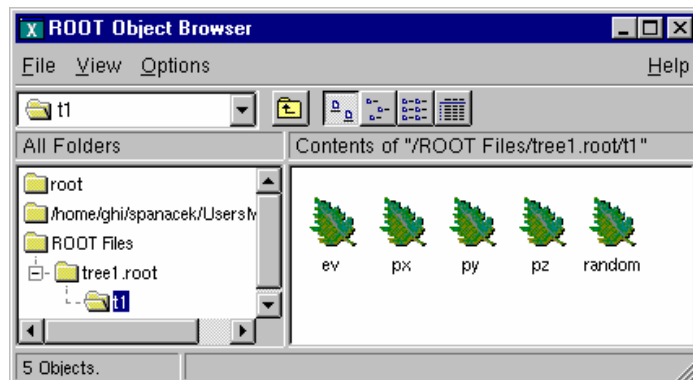 ROOT Object Browser
File View Options Help
t1
All Folders Contents of "/ROOT Files/tree1.root/t1"
root
/home/ghi/spanacek/Users
ROOT Files
tree1.root
t1
ev px py pz random
5 Objects.